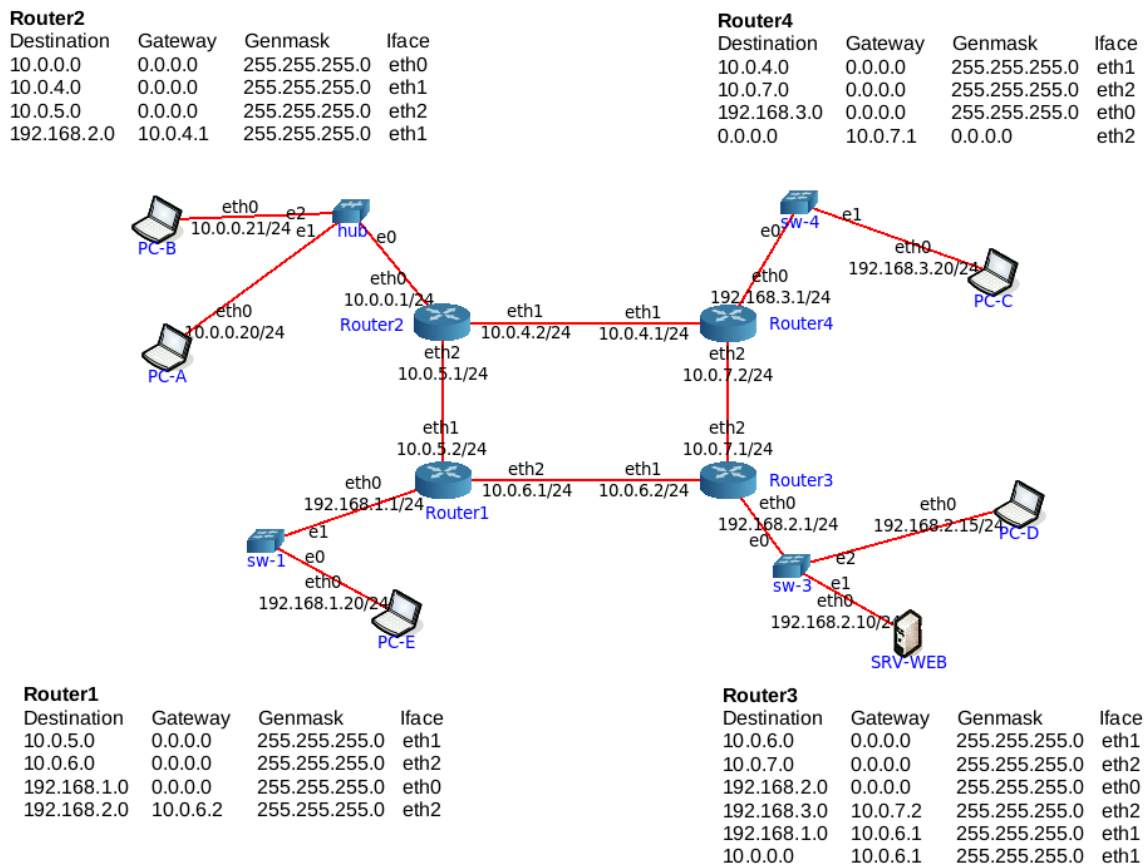 Router2
Destination Gateway Genmask Iface
10.0.0.0 0.0.0.0 255.255.255.0 eth0
10.0.4.0 0.0.0.0 255.255.255.0 eth1
10.0.5.0 0.0.0.0 255.255.255.0 eth2
192.168.2.0 10.0.4.1 255.255.255.0 eth1
Router4
Destination Gateway Genmask Iface
10.0.4.0 0.0.0.0 255.255.255.0 eth1
10.0.7.0 0.0.0.0 255.255.255.0 eth2
192.168.3.0 0.0.0.0 255.255.255.0 eth0
0.0.0.0 10.0.7.1 0.0.0.0 eth2
eth0
10.0.0.21/24
e2
e1
hub
e0
PC-B
eth0
10.0.0.20/24
PC-A
eth0
10.0.0.1/24
Router2
eth1
10.0.4.2/24
eth2
10.0.5.1/24
sw-4
e0
e1
eth0
192.168.3.20/24
PC-C
eth0
192.168.3.1/24
Router4
eth1
10.0.4.1/24
eth2
10.0.7.2/24
eth1
10.0.5.2/24
eth2
10.0.6.1/24
Router1
eth0
192.168.1.1/24
e1
sw-1
e0
eth0
192.168.1.20/24
PC-E
eth2
10.0.7.1/24
eth1
10.0.6.2/24
Router3
eth0
192.168.2.1/24
e0
sw-3
e2
eth0
192.168.2.15/24
PC-D
e1
eth0
192.168.2.10/24
SRV-WEB
Router1
Destination Gateway Genmask Iface
10.0.5.0 0.0.0.0 255.255.255.0 eth1
10.0.6.0 0.0.0.0 255.255.255.0 eth2
192.168.1.0 0.0.0.0 255.255.255.0 eth0
192.168.2.0 10.0.6.2 255.255.255.0 eth2
Router3
Destination Gateway Genmask Iface
10.0.6.0 0.0.0.0 255.255.255.0 eth1
10.0.7.0 0.0.0.0 255.255.255.0 eth2
192.168.2.0 0.0.0.0 255.255.255.0 eth0
192.168.3.0 10.0.7.2 255.255.255.0 eth2
192.168.1.0 10.0.6.1 255.255.255.0 eth1
10.0.0.0 10.0.6.1 255.255.255.0 eth1